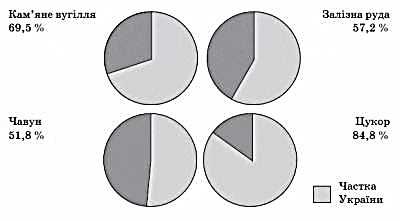 Кам’яне вугілля
69,5 %
Залізна руда
57,2 %
Чавун
51,8 %
Цукор
84,8 %
Частка
України